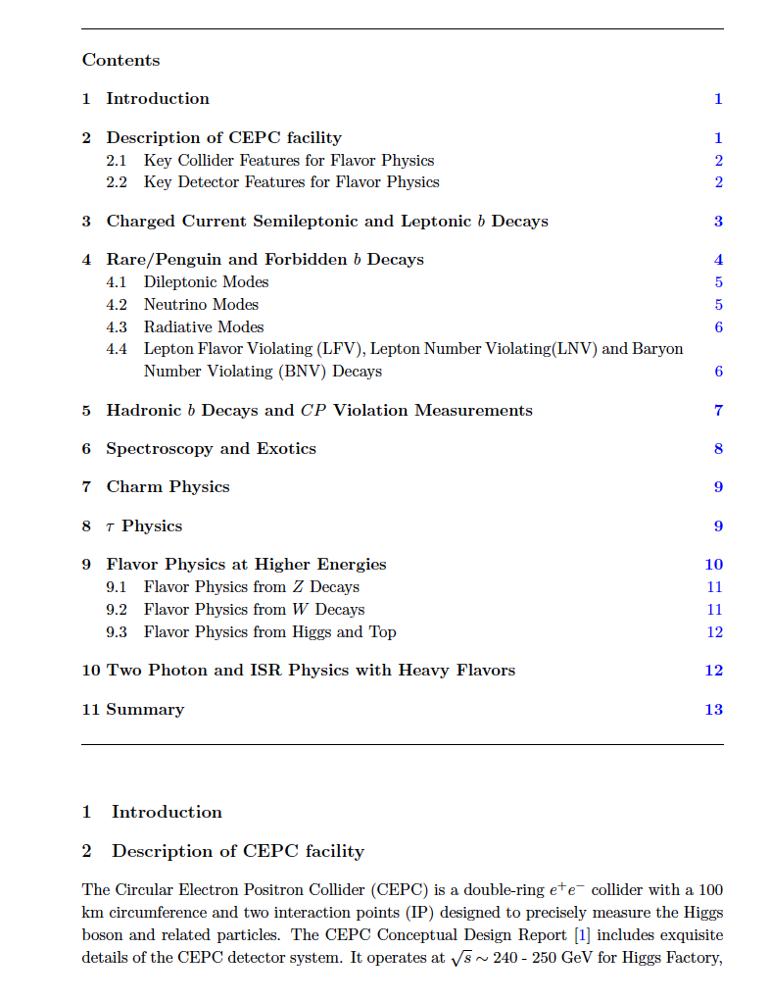 Contents
1 Introduction 1
2 Description of CEPC facility 1
2.1 Key Collider Features for Flavor Physics 2
2.2 Key Detector Features for Flavor Physics 2
3 Charged Current Semileptonic and Leptonic b Decays 3
4 Rare/Penguin and Forbidden b Decays 4
4.1 Dileptonic Modes 5
4.2 Neutrino Modes 5
4.3 Radiative Modes 6
4.4 Lepton Flavor Violating (LFV), Lepton Number Violating(LNV) and Baryon
Number Violating (BNV) Decays 6
5 Hadronic b Decays and CP Violation Measurements 7
6 Spectroscopy and Exotics 8
7 Charm Physics 9
8 τ Physics 9
9 Flavor Physics at Higher Energies 10
9.1 Flavor Physics from Z Decays 11
9.2 Flavor Physics from W Decays 11
9.3 Flavor Physics from Higgs and Top 12
10 Two Photon and ISR Physics with Heavy Flavors 12
11 Summary 13
1 Introduction
2 Description of CEPC facility
The Circular Electron Positron Collider (CEPC) is a double-ring e⁺e⁻ collider with a 100
km circumference and two interaction points (IP) designed to precisely measure the Higgs
boson and related particles. The CEPC Conceptual Design Report [1] includes exquisite
details of the CEPC detector system. It operates at √s ∼ 240 - 250 GeV for Higgs Factory,